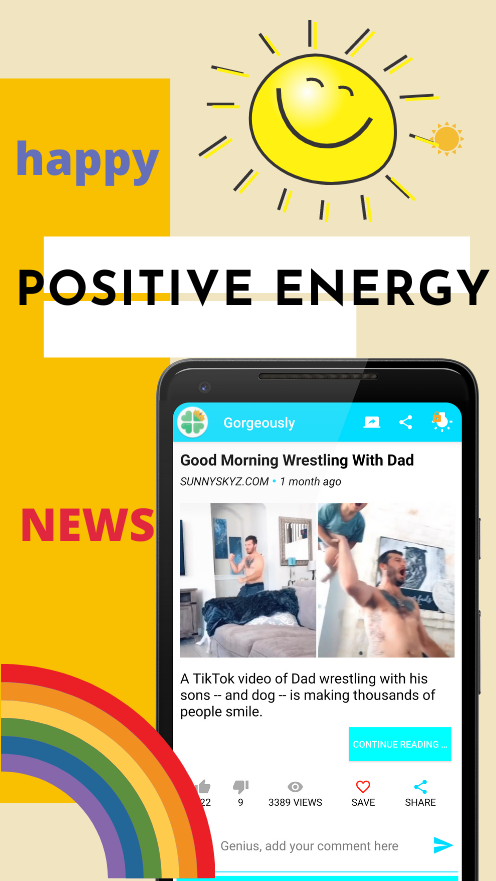 happy
POSITIVE ENERGY
Gorgeously
Good Morning Wrestling With Dad
SUNNYSKYZ.COM • 1 month ago
NEWS
A TikTok video of Dad wrestling with his
sons -- and dog -- is making thousands of
people smile.
CONTINUE READING ...
22 9 3389 VIEWS SAVE SHARE
Genius, add your comment here